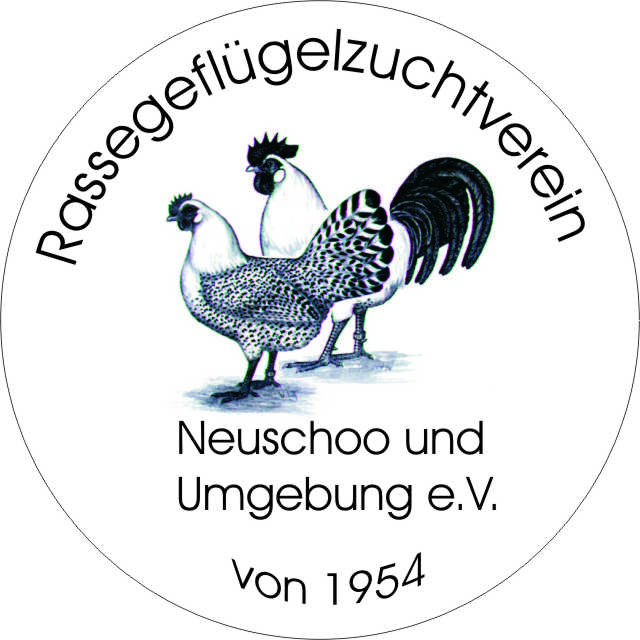 Rassegeflügelzuchtverein
Neuschoo und
Umgebung e.V.
von 1954